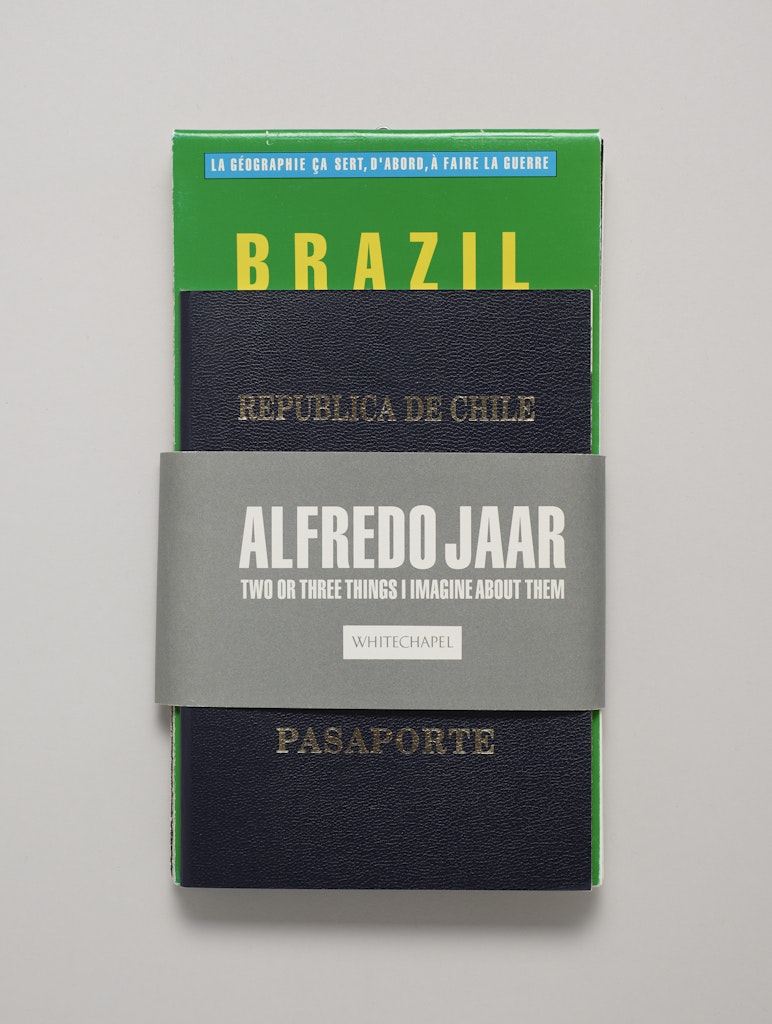 LA GÉOGRAPHIE ÇA SERT, D'ABORD, À FAIRE LA GUERRE
BRAZIL
REPUBLICA DE CHILE
ALFREDO JAAR
TWO OR THREE THINGS I IMAGINE ABOUT THEM
WHITECHAPEL
PASAPORTE